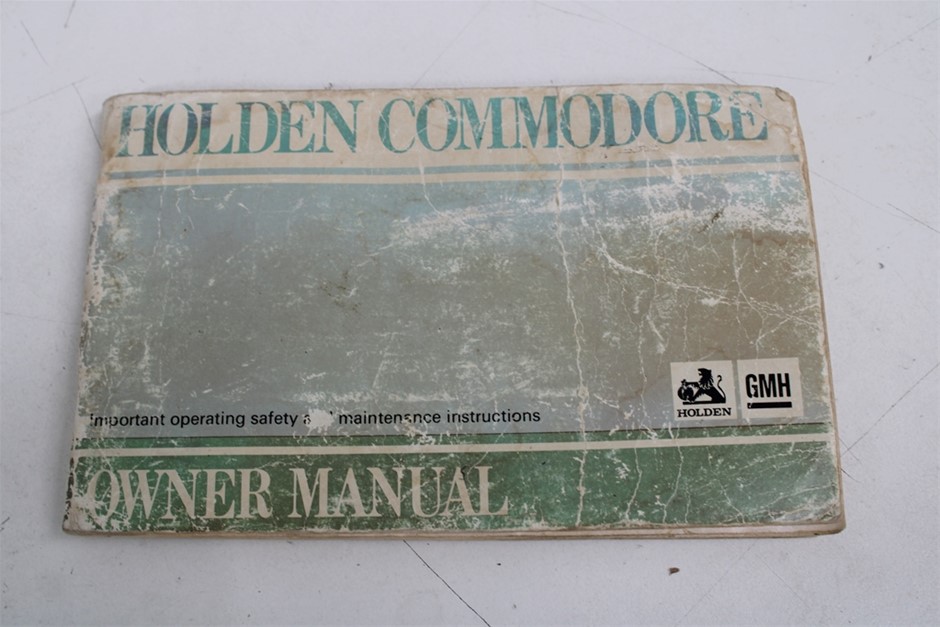 HOLDEN COMMODORE
Important operating safety a d maintenance instructions
HOLDEN
GMH
OWNER MANUAL